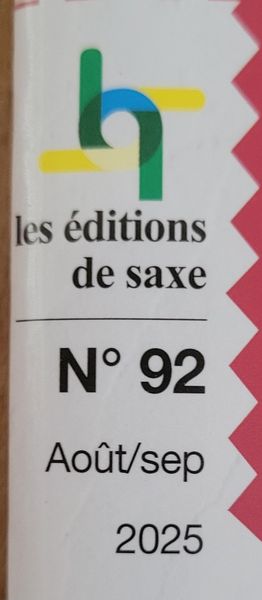 les éditions
de saxe
N° 92
Août/sep
2025